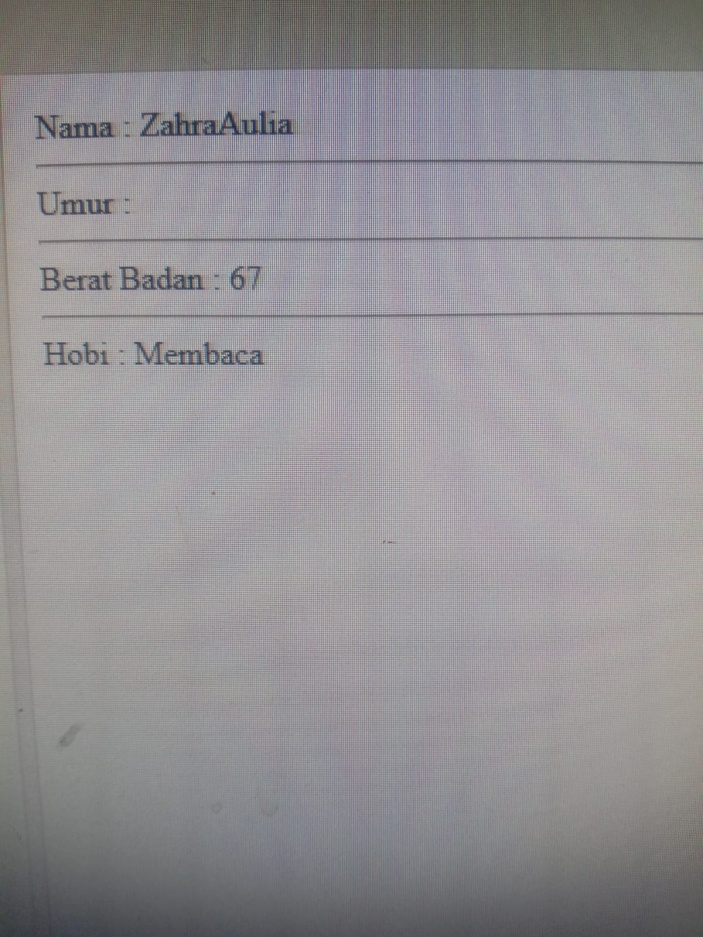 Nama : ZahraAulia
Umur :
Berat Badan : 67
Hobi : Membaca